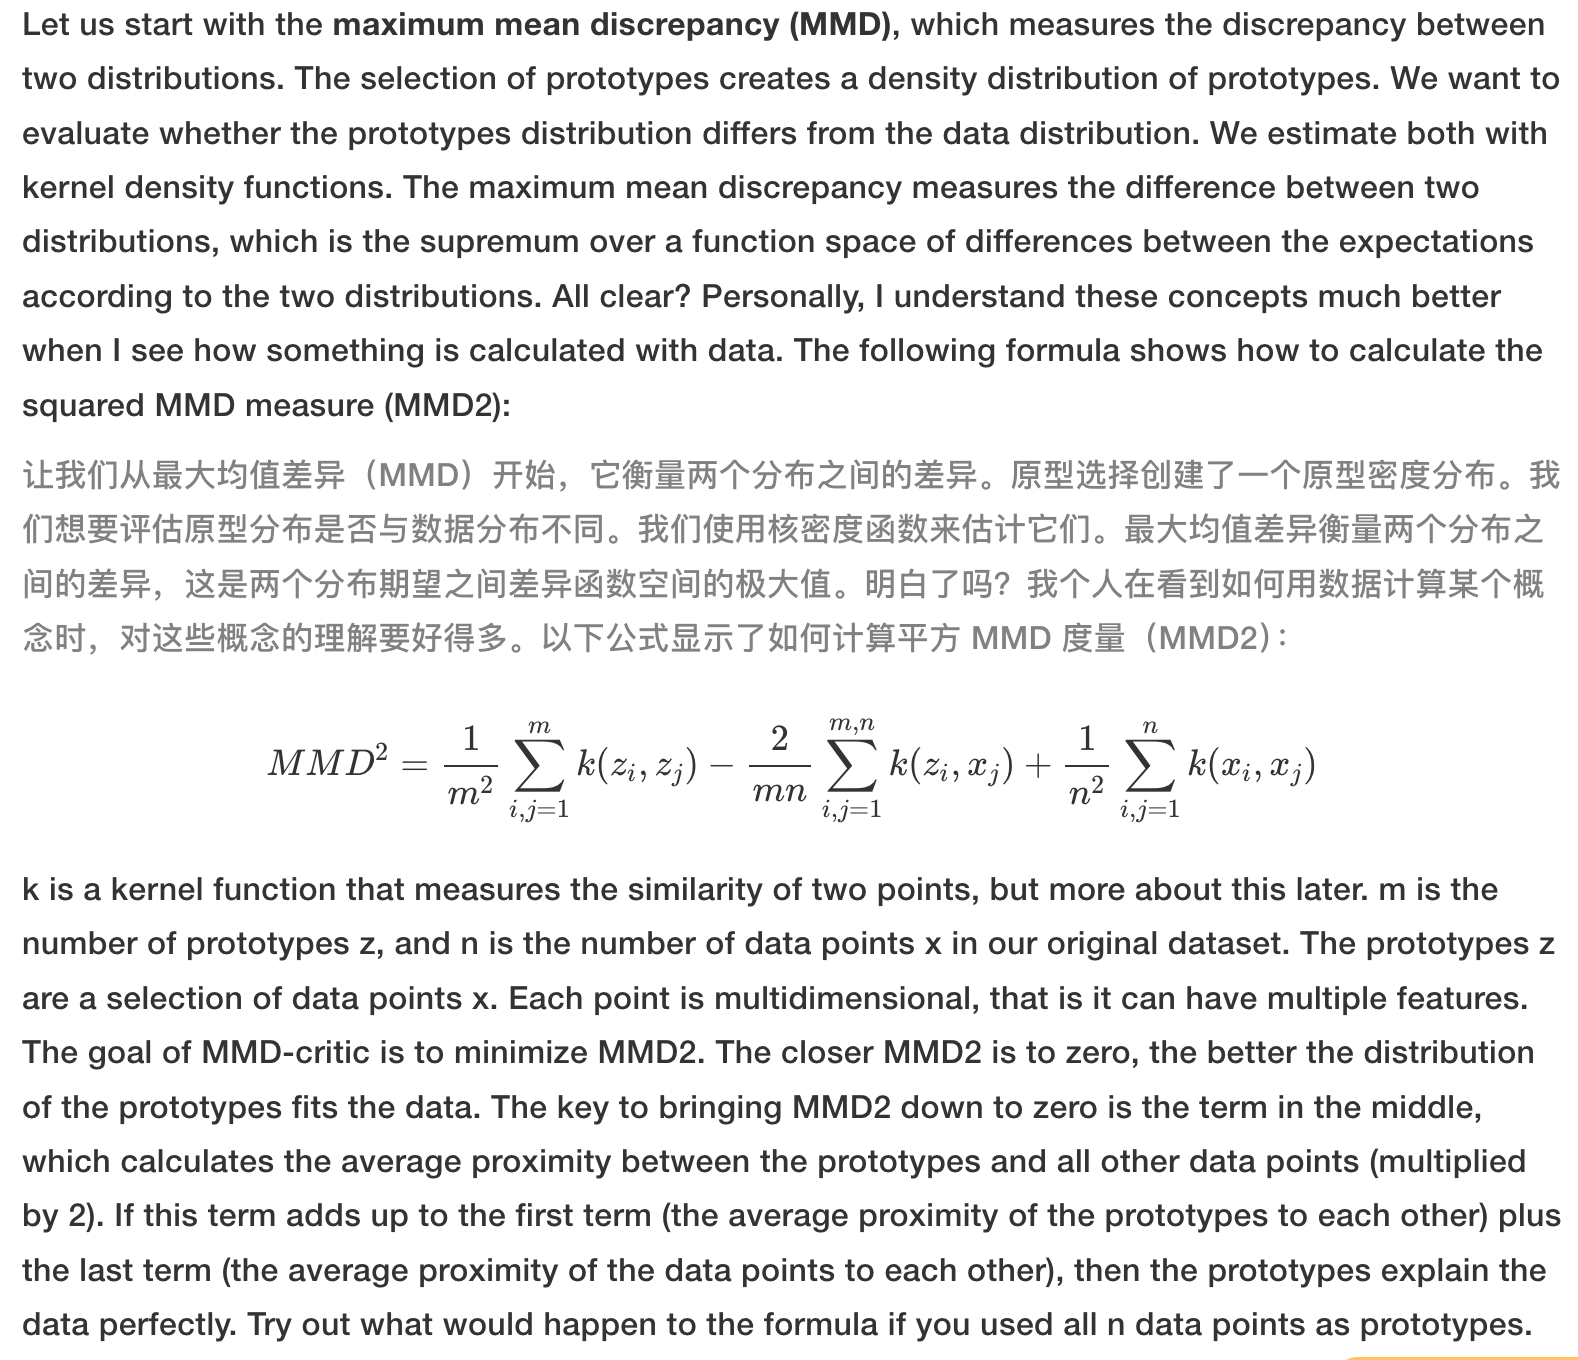 Let us start with the maximum mean discrepancy (MMD), which measures the discrepancy between
two distributions. The selection of prototypes creates a density distribution of prototypes. We want to
evaluate whether the prototypes distribution differs from the data distribution. We estimate both with
kernel density functions. The maximum mean discrepancy measures the difference between two
distributions, which is the supremum over a function space of differences between the expectations
according to the two distributions. All clear? Personally, I understand these concepts much better
when I see how something is calculated with data. The following formula shows how to calculate the
squared MMD measure (MMD2):
让我们从最大均值差异（MMD）开始，它衡量两个分布之间的差异。原型选择创建了一个原型密度分布。我
们想要评估原型分布是否与数据分布不同。我们使用核密度函数来估计它们。最大均值差异衡量两个分布之
间的差异，这是两个分布期望之间差异函数空间的极大值。明白了吗？我个人在看到如何用数据计算某个概
念时，对这些概念的理解要好得多。以下公式显示了如何计算平方 MMD 度量（MMD2）：
$MMD^2 = \frac{1}{m^2} \sum_{i,j=1}^{m} k(z_i, z_j) - \frac{2}{mn} \sum_{i,j=1}^{m,n} k(z_i, x_j) + \frac{1}{n^2} \sum_{i,j=1}^{n} k(x_i, x_j)$
k is a kernel function that measures the similarity of two points, but more about this later. m is the
number of prototypes z, and n is the number of data points x in our original dataset. The prototypes z
are a selection of data points x. Each point is multidimensional, that is it can have multiple features.
The goal of MMD-critic is to minimize MMD2. The closer MMD2 is to zero, the better the distribution
of the prototypes fits the data. The key to bringing MMD2 down to zero is the term in the middle,
which calculates the average proximity between the prototypes and all other data points (multiplied
by 2). If this term adds up to the first term (the average proximity of the prototypes to each other) plus
the last term (the average proximity of the data points to each other), then the prototypes explain the
data perfectly. Try out what would happen to the formula if you used all n data points as prototypes.